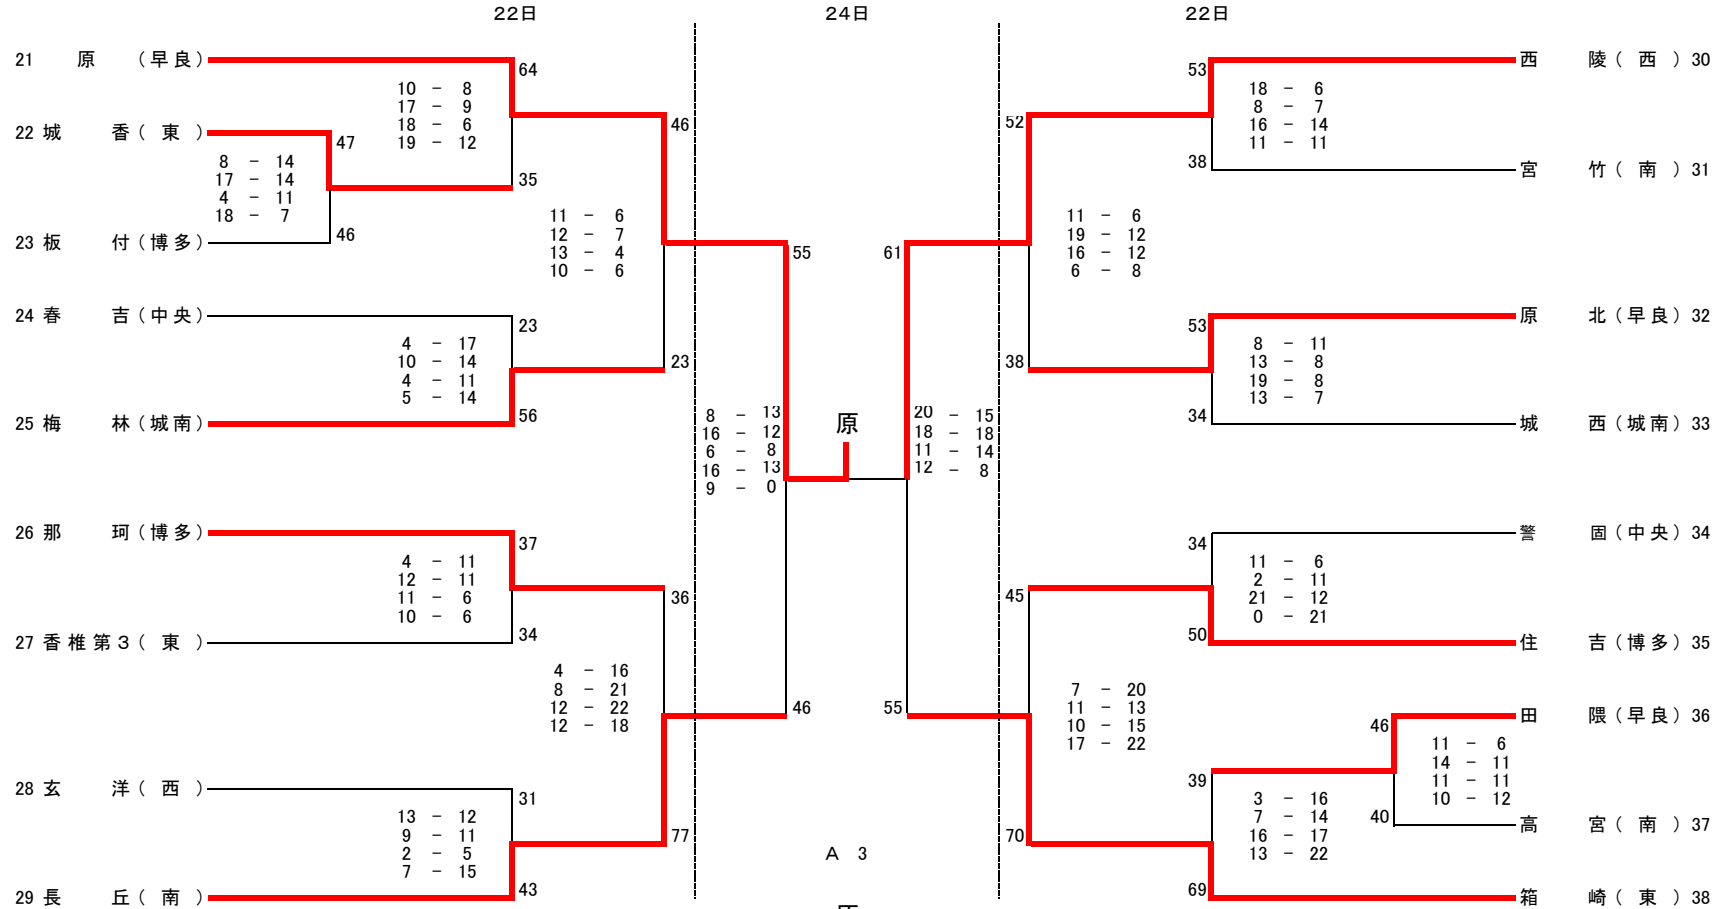 22日 24日 22日
21 原 (早良)
64
10 - 8
17 - 9
18 - 6
19 - 12
22 城 香( 東 )
47
8 - 14
17 - 14
4 - 11
18 - 7
35
23 板 付(博多)
46
46
11 - 6
12 - 7
13 - 4
10 - 6
24 春 吉(中央)
23
4 - 17
10 - 14
4 - 11
5 - 14
23
25 梅 林(城南)
56
55
8 - 13
16 - 12
6 - 8
16 - 13
9 - 0
26 那 珂(博多)
37
4 - 11
12 - 11
11 - 6
10 - 6
27 香椎第3( 東 )
34
36
4 - 16
8 - 21
12 - 22
12 - 18
46
28 玄 洋( 西 )
31
13 - 12
9 - 11
2 - 5
7 - 15
77
29 長 丘( 南 )
43
原
A 3
西 陵( 西 )30
53
18 - 6
8 - 7
16 - 14
11 - 11
38
宮 竹( 南 )31
52
11 - 6
19 - 12
16 - 12
6 - 8
原 北(早良)32
53
8 - 11
13 - 8
19 - 8
13 - 7
38
34
城 西(城南)33
61
20 - 15
18 - 18
11 - 14
12 - 8
警 固(中央)34
34
11 - 6
2 - 11
21 - 12
0 - 21
45
50
住 吉(博多)35
7 - 20
11 - 13
10 - 15
17 - 22
55
田 隈(早良)36
46
11 - 6
14 - 11
11 - 11
10 - 12
39
3 - 16
7 - 14
16 - 17
13 - 22
40
高 宮( 南 )37
70
69
箱 崎( 東 )38